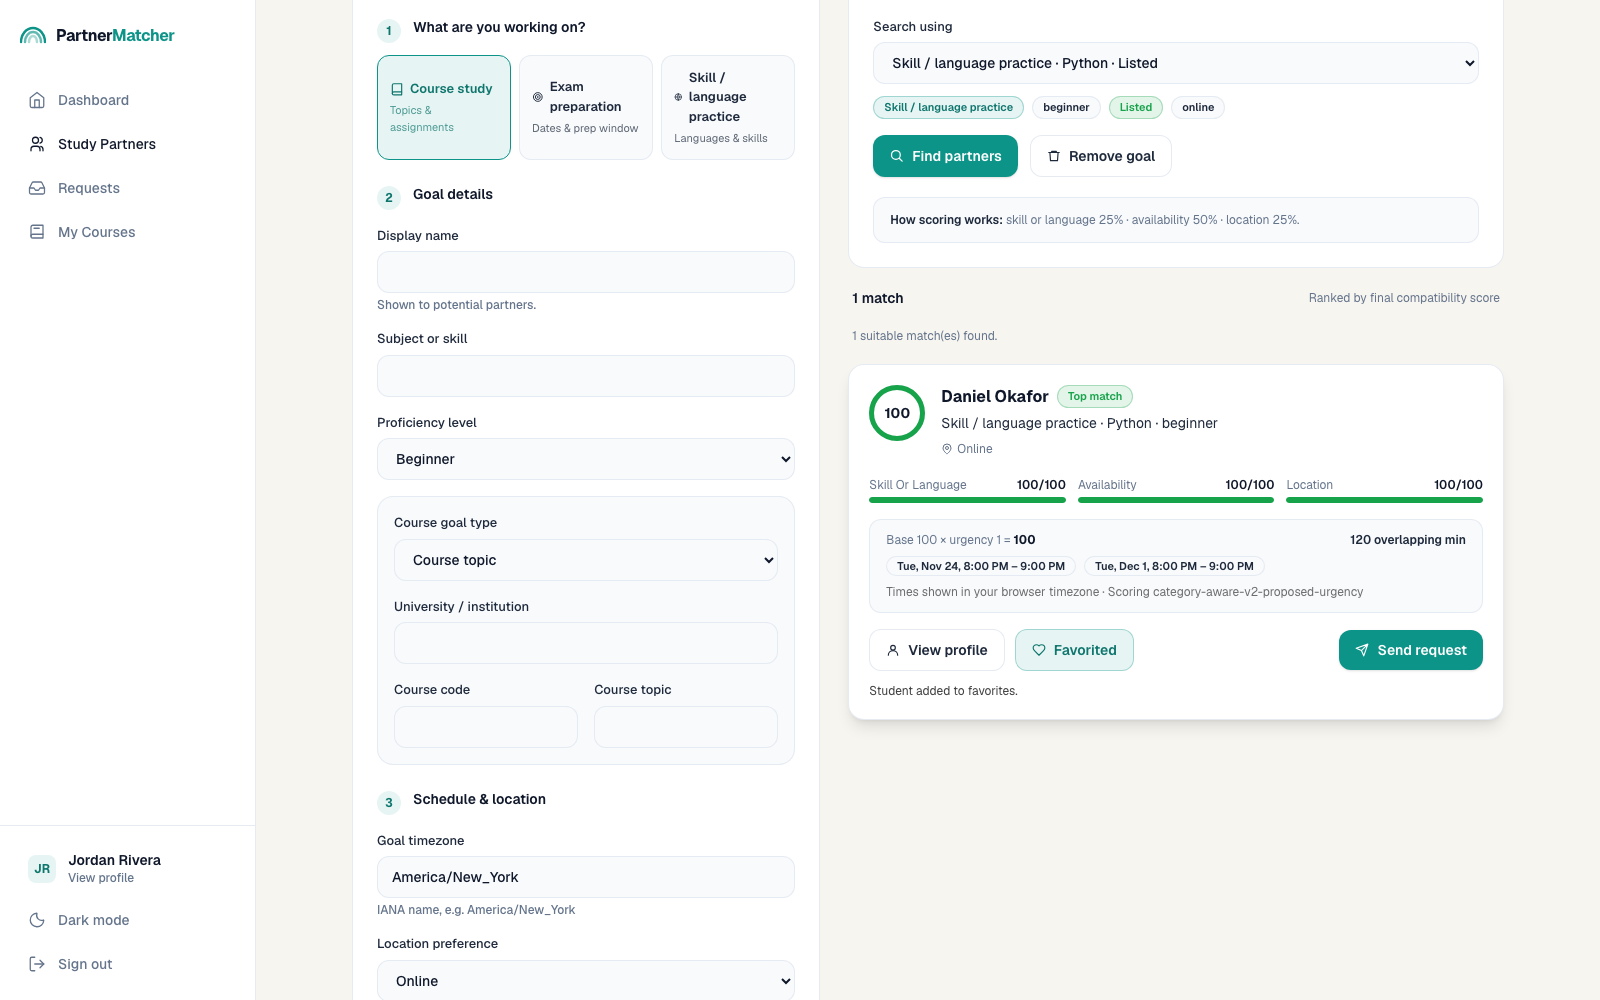 PartnerMatcher
Dashboard
Study Partners
Requests
My Courses
Jordan Rivera
JR
View profile
Dark mode
Sign out
1
What are you working on?
Course study
Topics &
assignments
Exam
preparation
Dates & prep window
Skill /
language
practice
Languages & skills
2
Goal details
Display name
Shown to potential partners.
Subject or skill
Proficiency level
Beginner
Course goal type
Course topic
University / institution
Course code
Course topic
3
Schedule & location
Goal timezone
America/New_York
IANA name, e.g. America/New_York
Location preference
Online
Search using
Skill / language practice · Python · Listed
Skill / language practice
beginner
Listed
online
Find partners
Remove goal
How scoring works: skill or language 25% · availability 50% · location 25%.
1 match
Ranked by final compatibility score
1 suitable match(es) found.
100
Daniel Okafor
Top match
Skill / language practice · Python · beginner
Online
Skill Or Language 100/100
Availability 100/100
Location 100/100
Base 100 × urgency 1 = 100
120 overlapping min
Tue, Nov 24, 8:00 PM – 9:00 PM
Tue, Dec 1, 8:00 PM – 9:00 PM
Times shown in your browser timezone · Scoring category-aware-v2-proposed-urgency
View profile
Favorited
Send request
Student added to favorites.